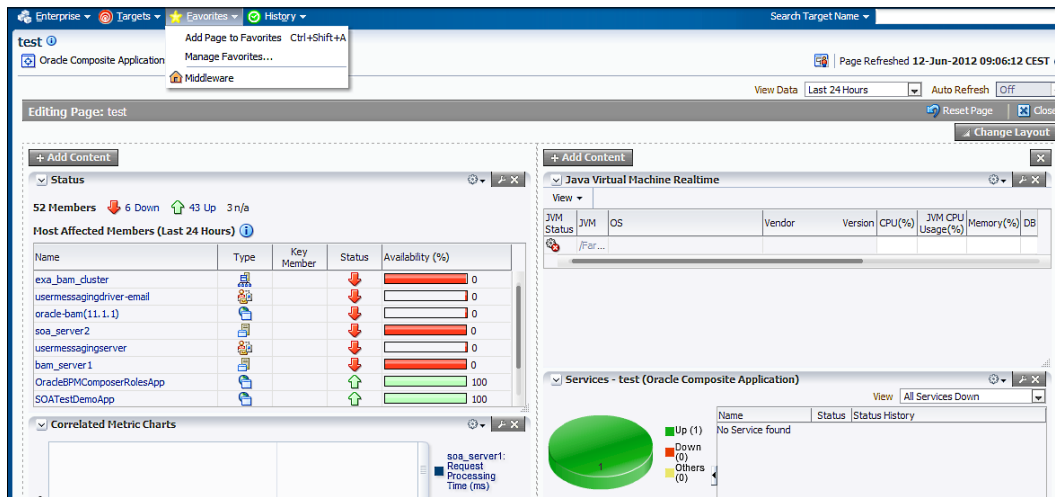 Enterprise Targets Favorites History Search Target Name
Add Page to Favorites Ctrl+Shift+A
Manage Favorites...
Middleware
test
Oracle Composite Application
Page Refreshed 12-Jun-2012 09:06:12 CEST
View Data Last 24 Hours Auto Refresh Off
Editing Page: test Reset Page Close
Change Layout
+ Add Content
Status
52 Members 6 Down 43 Up 3 n/a
Most Affected Members (Last 24 Hours)
Name Type Key Member Status Availability (%)
exa_bam_cluster 0
usermessagingdriver-email 0
oracle-bam(11.1.1) 0
soa_server2 0
usermessagingserver 0
bam_server1 0
OracleBPMComposerRolesApp 100
SOATestDemoApp 100
Correlated Metric Charts
soa_server1:
Request
Processing
Time (ms)
+ Add Content
Java Virtual Machine Realtime
View
JVM Status JVM OS Vendor Version CPU(%) JVM CPU Usage(%) Memory(%) DB
/Far...
Services - test (Oracle Composite Application)
View All Services Down
1
Up (1)
Down
(0)
Others
(0)
Name Status Status History
No Service found